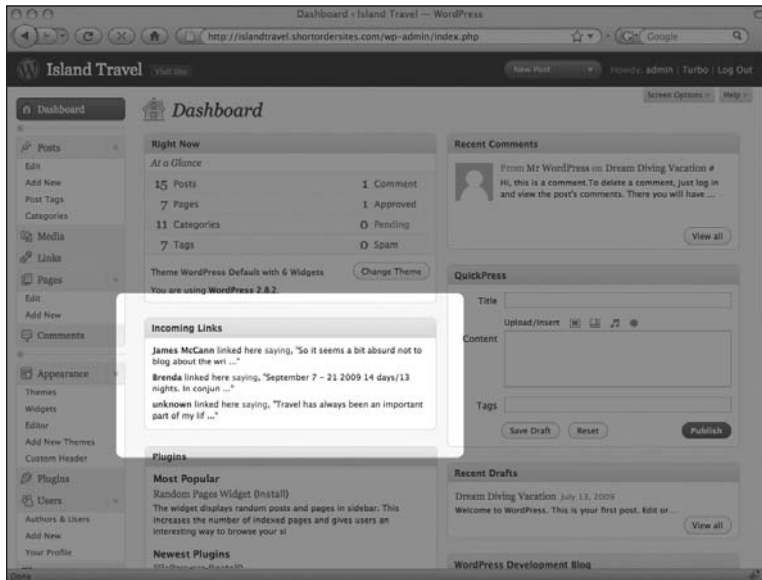 Dashboard ‹ Island Travel — WordPress
http://islandtravel.shortordersites.com/wp-admin/index.php
Google
Island Travel
Visit Site
New Post
Howdy, admin | Turbo | Log Out
Screen Options
Help
Dashboard
Posts
Edit
Add New
Post Tags
Categories
Media
Links
Pages
Edit
Add New
Comments
Appearance
Themes
Widgets
Editor
Add New Themes
Custom Header
Plugins
Users
Authors & Users
Add New
Your Profile
Dashboard
Right Now
At a Glance
15 Posts 1 Comment
7 Pages 1 Approved
11 Categories 0 Pending
7 Tags 0 Spam
Theme WordPress Default with 6 Widgets
Change Theme
You are using WordPress 2.8.2.
Incoming Links
James McCann linked here saying, "So it seems a bit absurd not to
blog about the wri ..."
Brenda linked here saying, "September 7 – 21 2009 14 days/13
nights. In conjun ..."
unknown linked here saying, "Travel has always been an important
part of my lif ..."
Plugins
Most Popular
Random Pages Widget (Install)
The widget displays random posts and pages in sidebar. This
increases the number of indexed pages and gives users an
interesting way to browse your si
Newest Plugins
Recent Comments
From Mr WordPress on Dream Diving Vacation #
Hi, this is a comment.To delete a comment, just log in
and view the post's comments. There you will have ...
View all
QuickPress
Title
Upload/Insert
Content
Tags
Save Draft
Reset
Publish
Recent Drafts
Dream Diving Vacation July 13, 2009
Welcome to WordPress. This is your first post. Edit or...
View all
WordPress Development Blog
Done